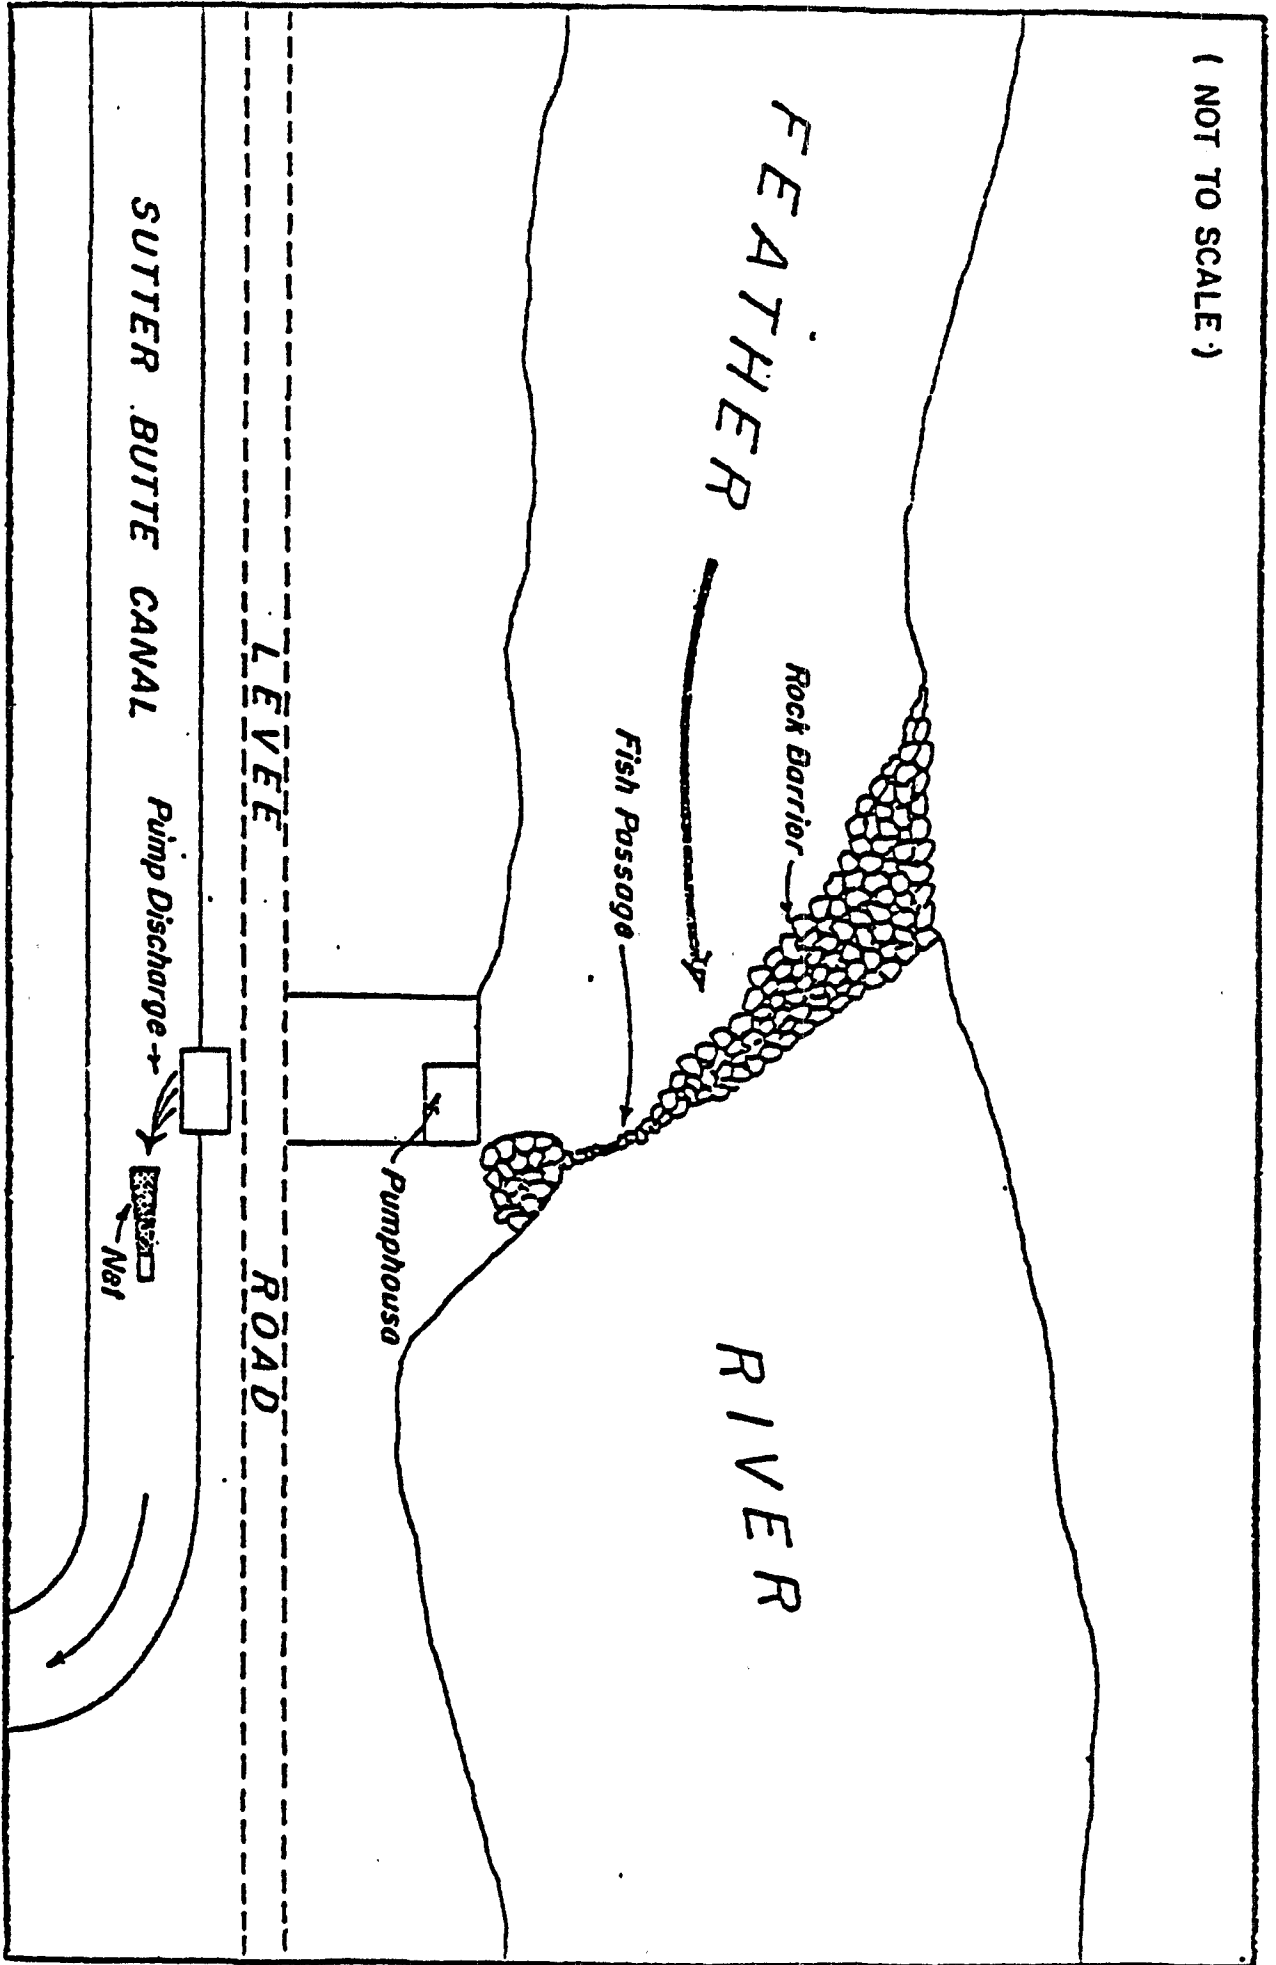 ( NOT TO SCALE )
FEATHER
RIVER
Rock Barrier
Fish Passage
Pumphouse
LEVEE ROAD
SUTTER BUTTE CANAL
Pump Discharge
Net